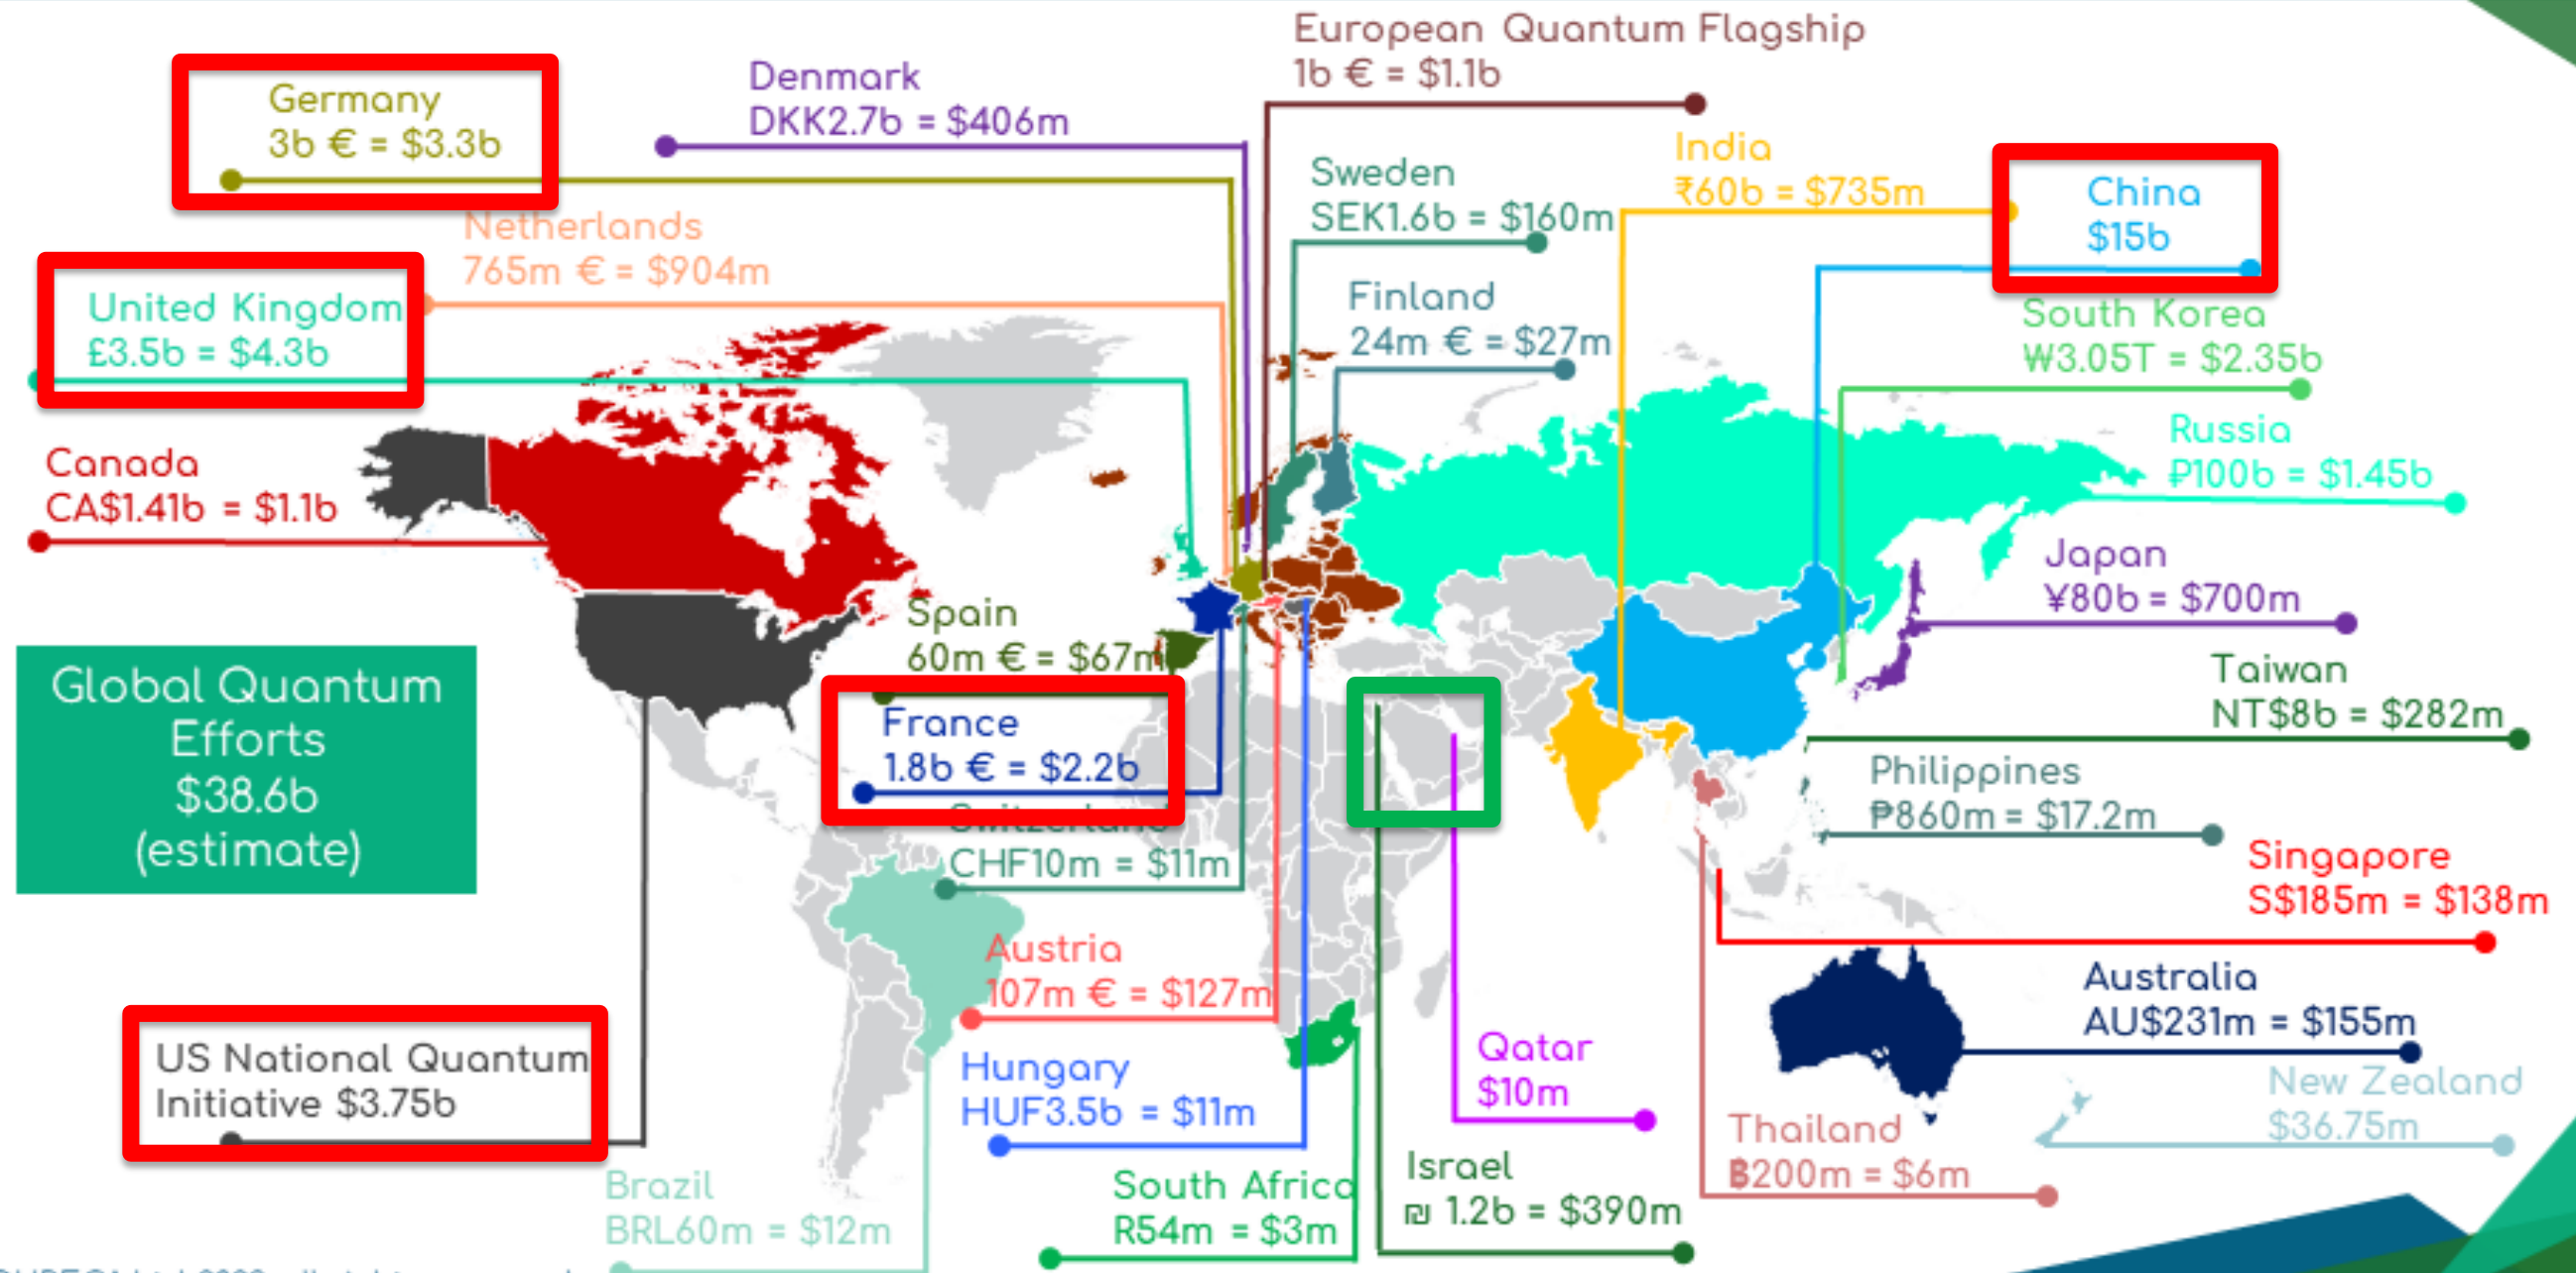 European Quantum Flagship
1b € = $1.1b
Germany
3b € = $3.3b
Denmark
DKK2.7b = $406m
Sweden
SEK1.6b = $160m
India
₹60b = $735m
China
$15b
Netherlands
765m € = $904m
United Kingdom
£3.5b = $4.3b
Finland
24m € = $27m
South Korea
₩3.05T = $2.35b
Canada
CA$1.41b = $1.1b
Russia
₽100b = $1.45b
Japan
¥80b = $700m
Spain
60m € = $67m
Global Quantum
Efforts
$38.6b
(estimate)
France
1.8b € = $2.2b
Taiwan
NT$8b = $282m
Philippines
₱860m = $17.2m
Switzerland
CHF10m = $11m
Singapore
S$185m = $138m
Austria
107m € = $127m
Australia
AU$231m = $155m
US National Quantum
Initiative $3.75b
Hungary
HUF3.5b = $11m
Qatar
$10m
New Zealand
$36.75m
Thailand
฿200m = $6m
Israel
₪ 1.2b = $390m
Brazil
BRL60m = $12m
South Africa
R54m = $3m